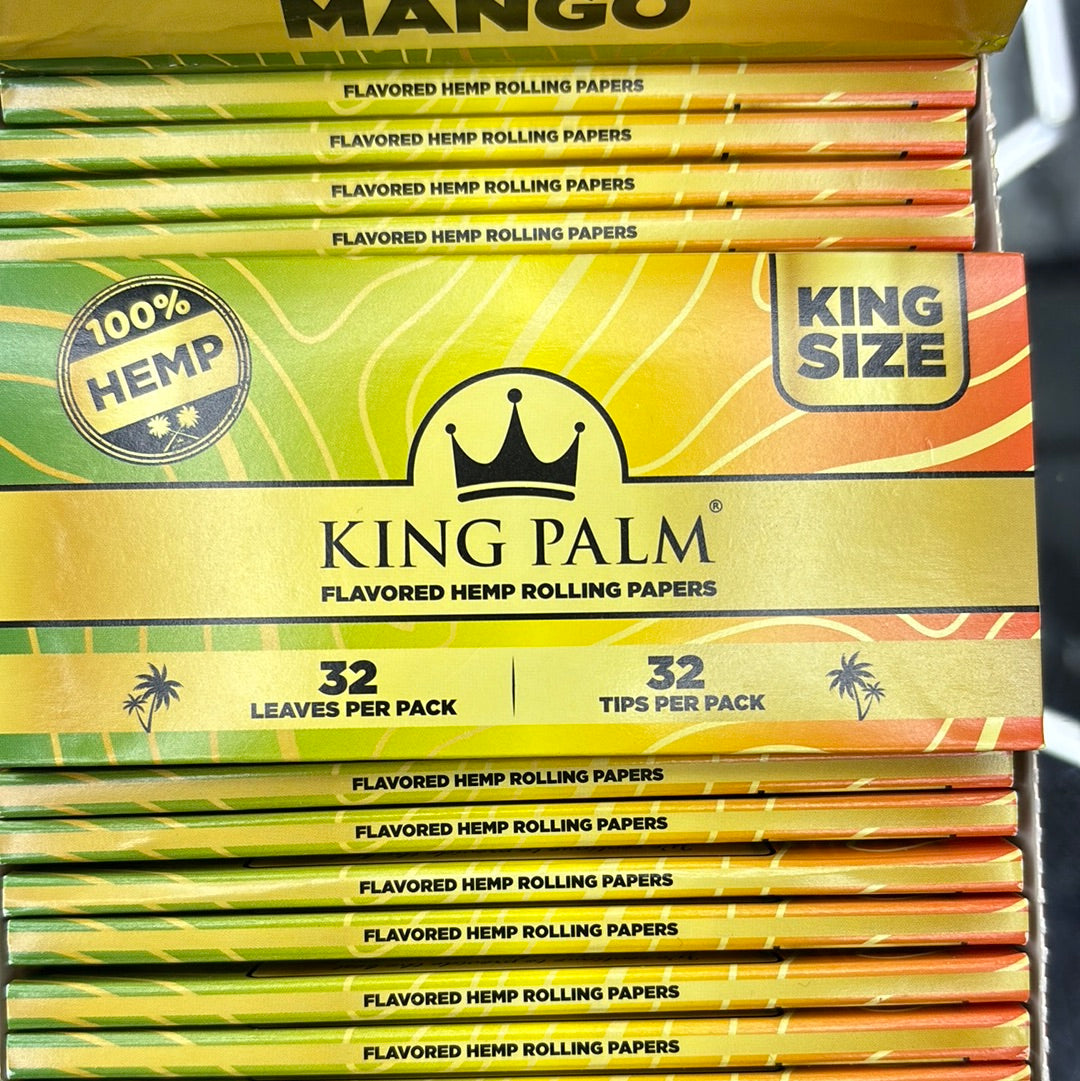 MANGO
FLAVORED HEMP ROLLING PAPERS
FLAVORED HEMP ROLLING PAPERS
FLAVORED HEMP ROLLING PAPERS
FLAVORED HEMP ROLLING PAPERS
100%
HEMP
KING
SIZE
KING PALM®
FLAVORED HEMP ROLLING PAPERS
32
LEAVES PER PACK
32
TIPS PER PACK
FLAVORED HEMP ROLLING PAPERS
FLAVORED HEMP ROLLING PAPERS
FLAVORED HEMP ROLLING PAPERS
FLAVORED HEMP ROLLING PAPERS
FLAVORED HEMP ROLLING PAPERS
FLAVORED HEMP ROLLING PAPERS